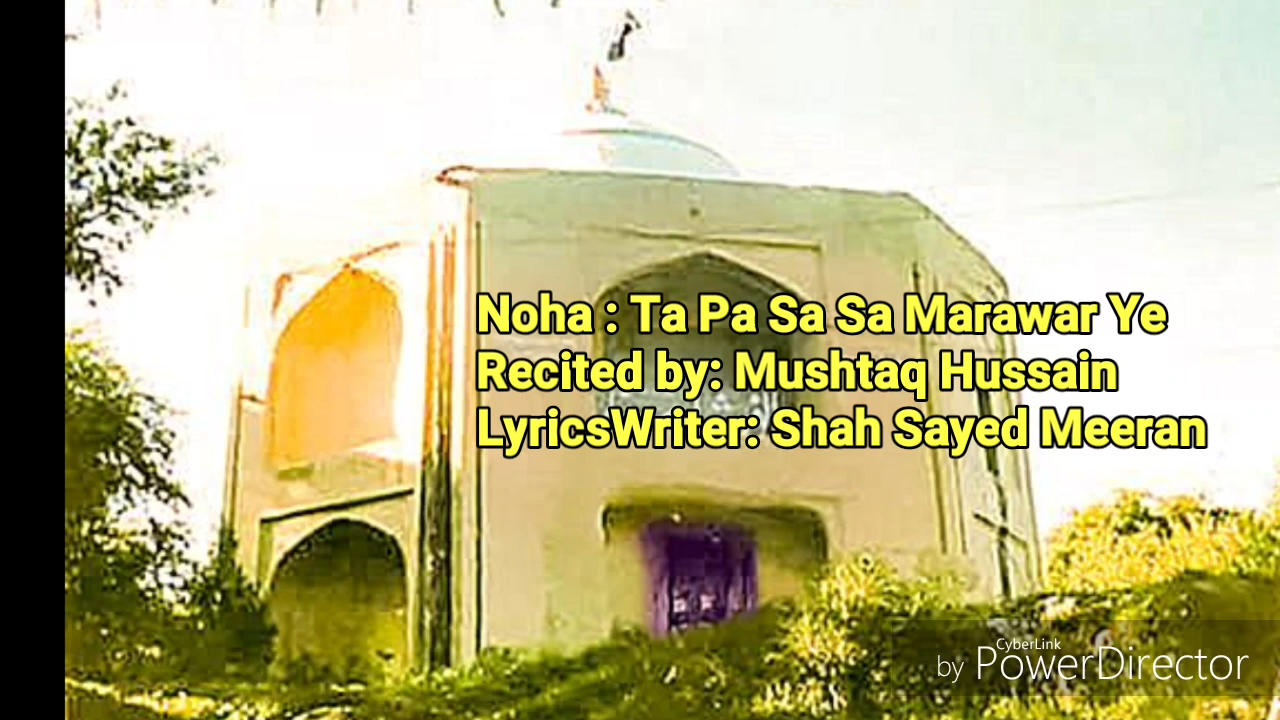 Noha : Ta Pa Sa Sa Marawar Ye
Recited by: Mushtaq Hussain
LyricsWriter: Shah Sayed Meeran
CyberLink
by PowerDirector